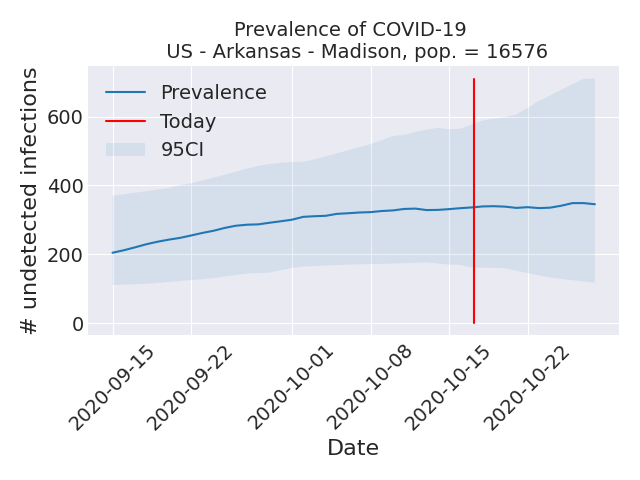 Prevalence of COVID-19
US - Arkansas - Madison, pop. = 16576
# undetected infections
600
400
200
0
Prevalence
Today
95CI
2020-09-15
2020-09-22
2020-10-01
2020-10-08
2020-10-15
2020-10-22
Date